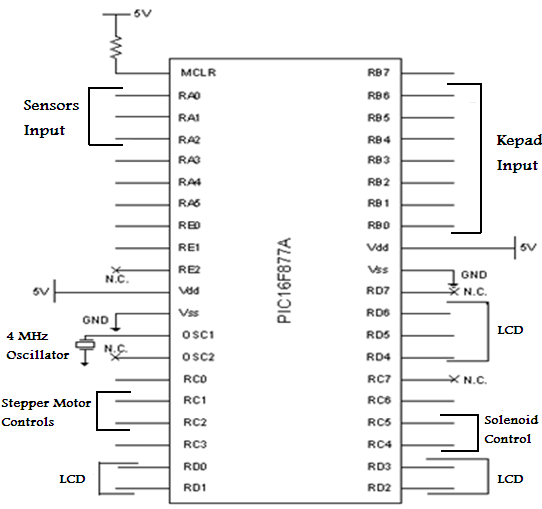 5V
MCLR RB7
Sensors
Input
RA0 RB6
RA1 RB5
RA2 RB4
Kepad
Input
RA3 RB3
RA4 RB2
RA5 RB1
RE0 RB0
RE1 Vdd 5V
RE2 Vss GND
N.C.
5V Vdd RD7 N.C.
GND Vss RD6
LCD
4 MHz
Oscillator
OSC1 RD5
N.C. OSC2 RD4
RC0 RC7 N.C.
Stepper Motor
Controls
RC1 RC6
RC2 RC5
Solenoid
Control
RC3 RC4
LCD RD0 RD3 LCD
RD1 RD2
PIC16F877A